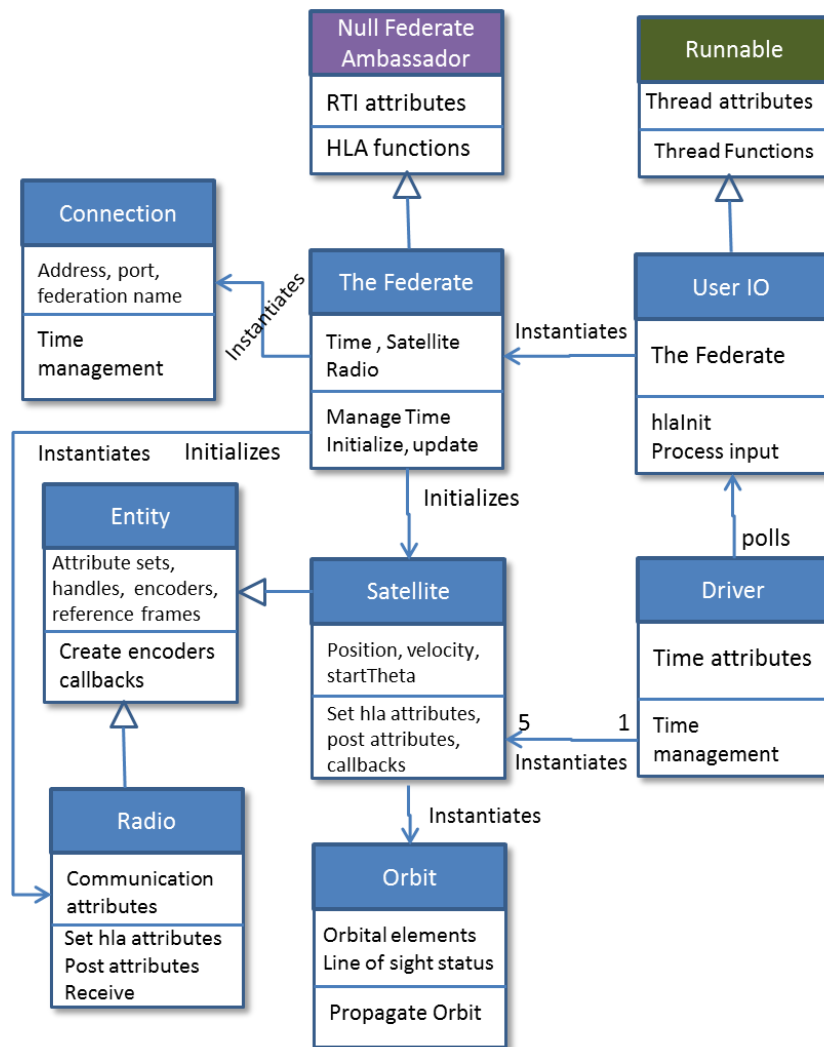 Null Federate
Ambassador
RTI attributes
HLA functions
Runnable
Thread attributes
Thread Functions
Connection
Address, port,
federation name
Time
management
Instantiates
The Federate
Time , Satellite
Radio
Manage Time
Initialize, update
Instantiates
User IO
The Federate
hlaInit
Process input
Instantiates
Initializes
Initializes
polls
Entity
Attribute sets,
handles, encoders,
reference frames
Create encoders
callbacks
Satellite
Position, velocity,
startTheta
Set hla attributes,
post attributes,
callbacks
5
1
Instantiates
Driver
Time attributes
Time
management
Instantiates
Radio
Communication
attributes
Set hla attributes
Post attributes
Receive
Orbit
Orbital elements
Line of sight status
Propagate Orbit